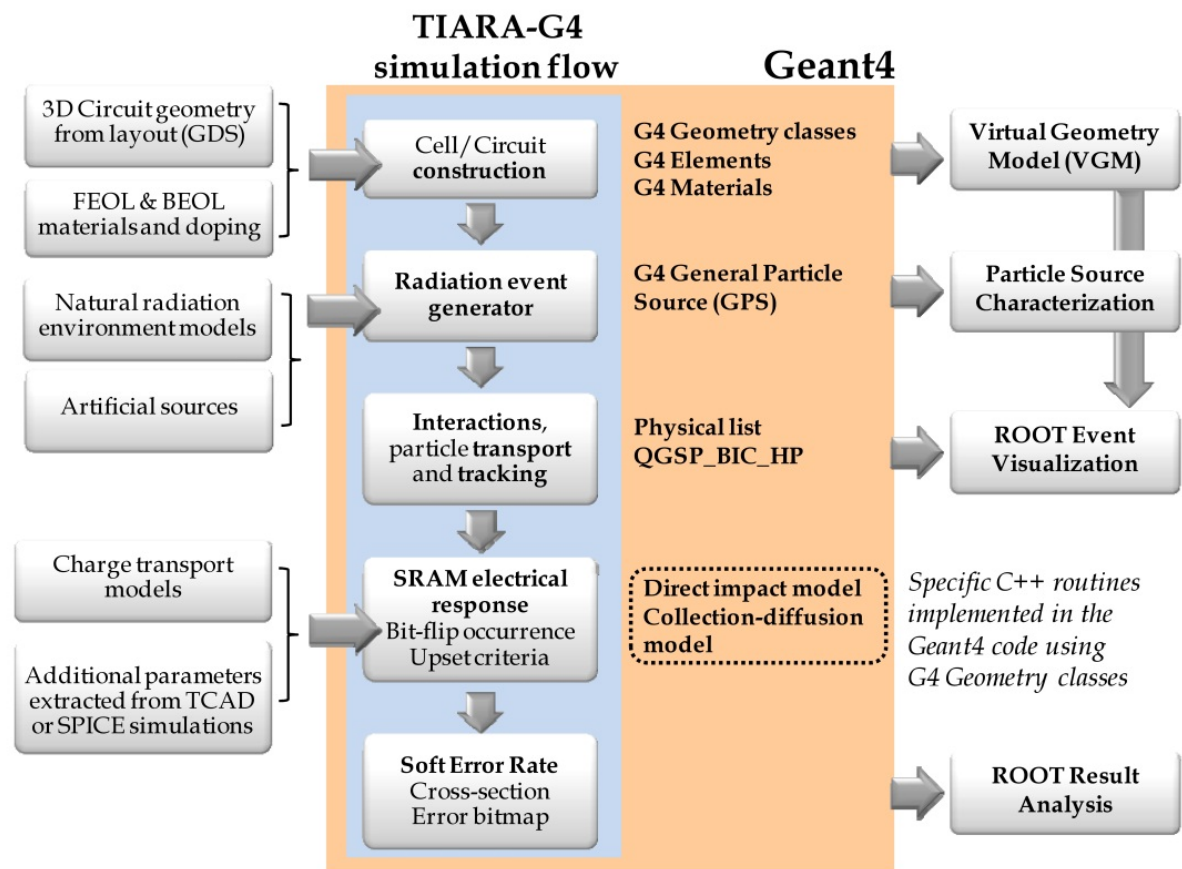 TIARA-G4
simulation flow
Geant4
3D Circuit geometry
from layout (GDS)
FEOL & BEOL
materials and doping
Cell/Circuit
construction
G4 Geometry classes
G4 Elements
G4 Materials
Virtual Geometry
Model (VGM)
Natural radiation
environment models
Artificial sources
Radiation event
generator
G4 General Particle
Source (GPS)
Particle Source
Characterization
Interactions,
particle transport
and tracking
Physical list
QGSP_BIC_HP
ROOT Event
Visualization
Charge transport
models
Additional parameters
extracted from TCAD
or SPICE simulations
SRAM electrical
response
Bit-flip occurrence
Upset criteria
Direct impact model
Collection-diffusion
model
Specific C++ routines
implemented in the
Geant4 code using
G4 Geometry classes
Soft Error Rate
Cross-section
Error bitmap
ROOT Result
Analysis